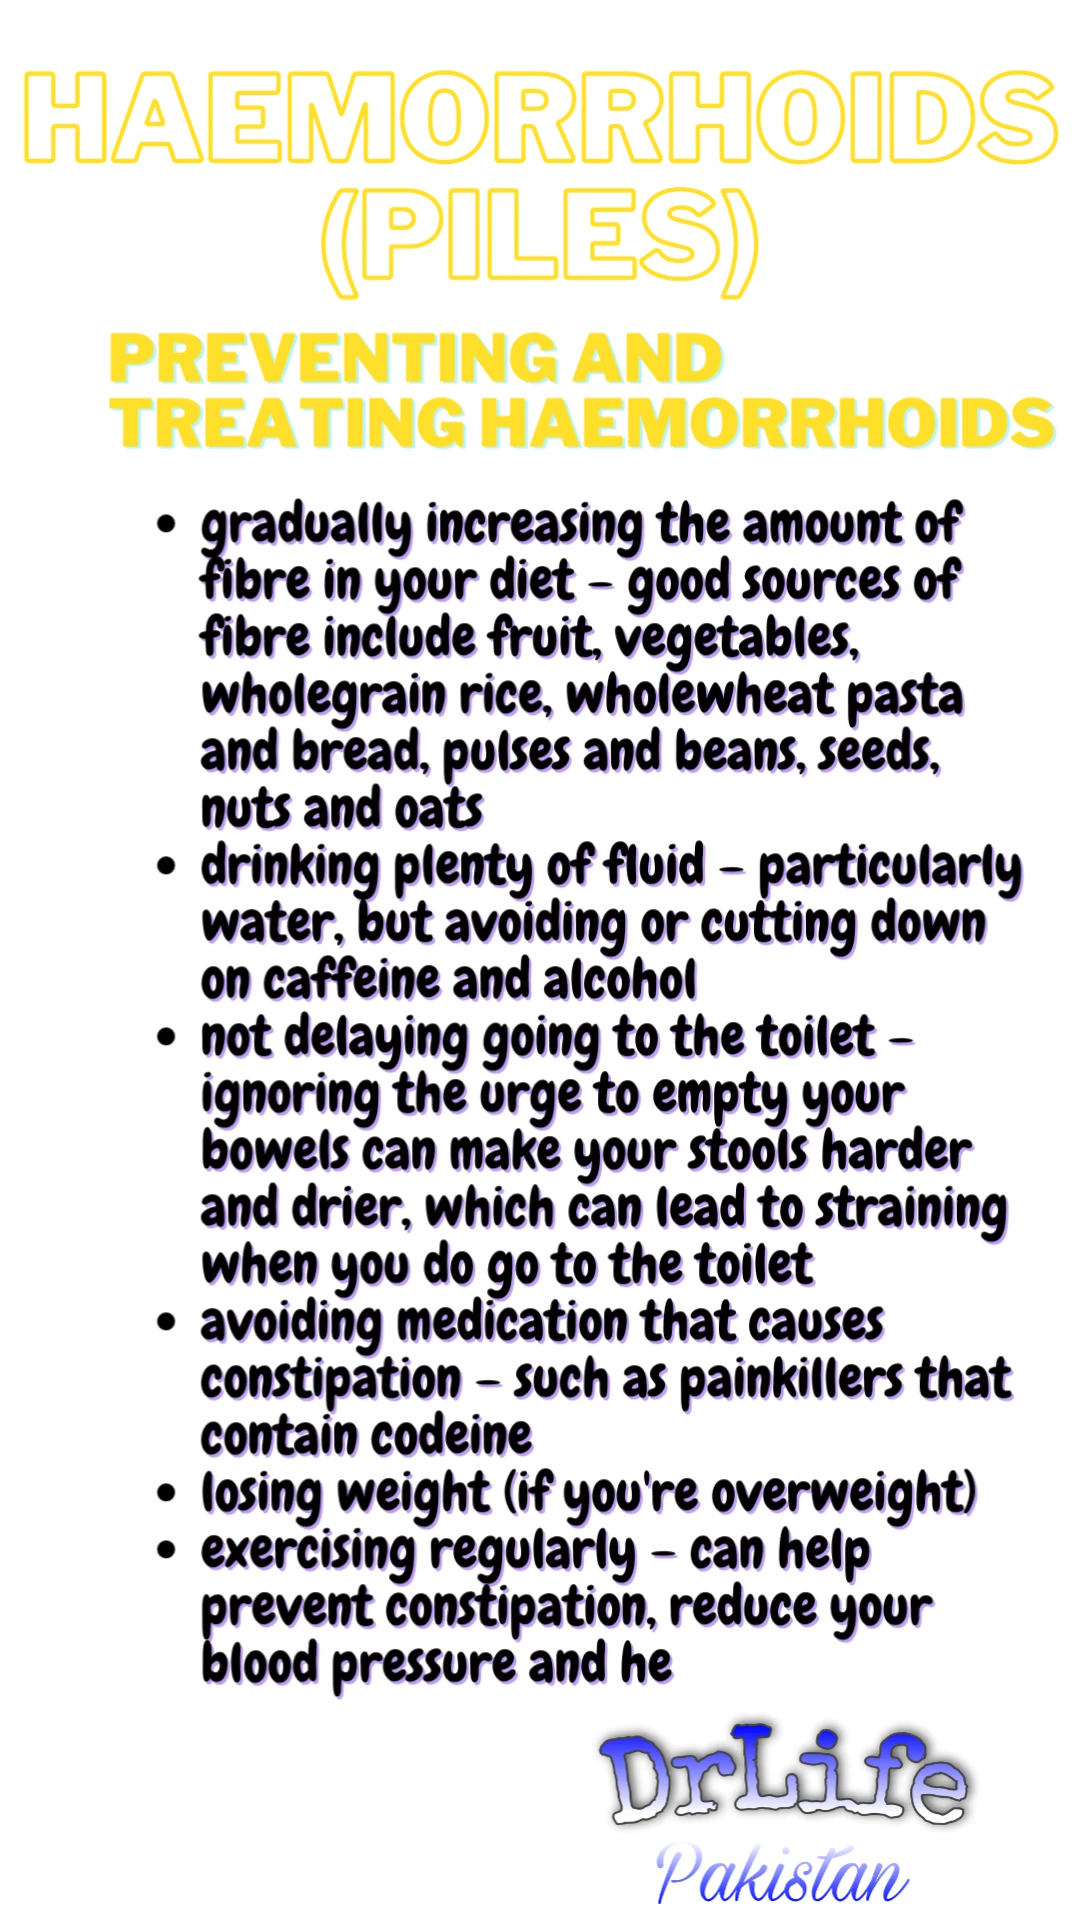 HAEMORRHOIDS
(PILES)
PREVENTING AND
TREATING HAEMORRHOIDS
• gradually increasing the amount of
fibre in your diet – good sources of
fibre include fruit, vegetables,
wholegrain rice, wholewheat pasta
and bread, pulses and beans, seeds,
nuts and oats
• drinking plenty of fluid – particularly
water, but avoiding or cutting down
on caffeine and alcohol
• not delaying going to the toilet –
ignoring the urge to empty your
bowels can make your stools harder
and drier, which can lead to straining
when you do go to the toilet
• avoiding medication that causes
constipation – such as painkillers that
contain codeine
• losing weight (if you're overweight)
• exercising regularly – can help
prevent constipation, reduce your
blood pressure and he
DrLife
Pakistan